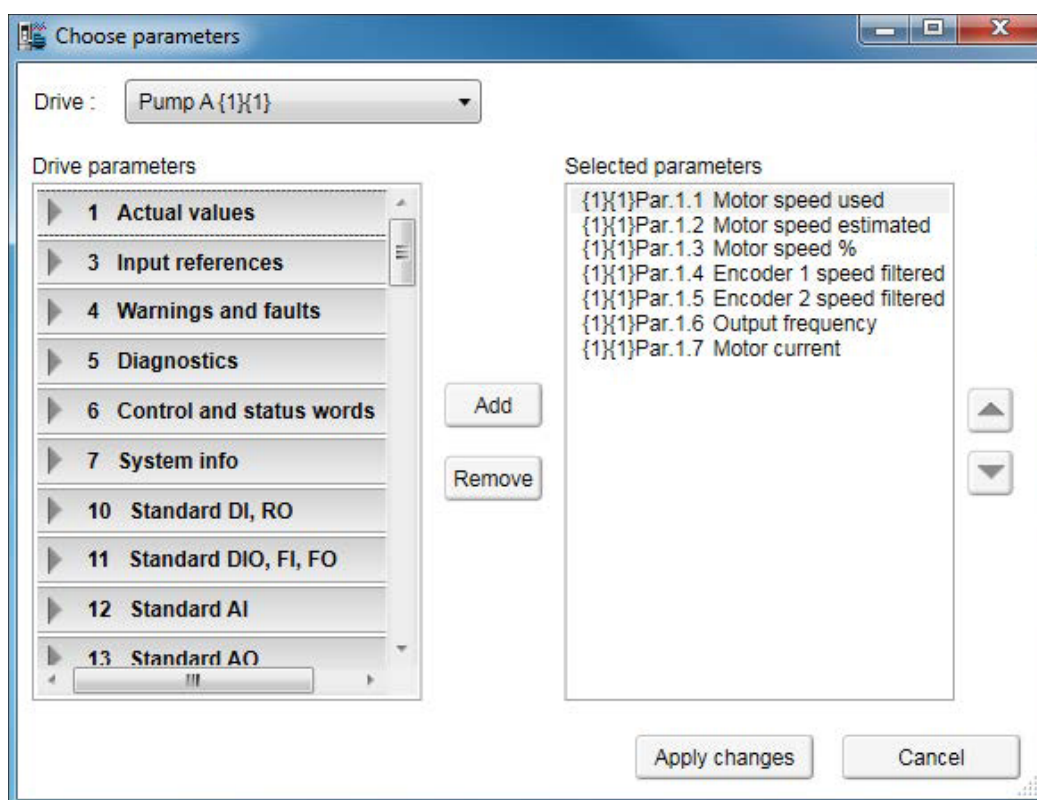 Choose parameters
Drive :
Pump A {1}{1}
Drive parameters
1 Actual values
3 Input references
4 Warnings and faults
5 Diagnostics
6 Control and status words
7 System info
10 Standard DI, RO
11 Standard DIO, FI, FO
12 Standard AI
13 Standard AO
Add
Remove
Selected parameters
{1}{1}Par.1.1 Motor speed used
{1}{1}Par.1.2 Motor speed estimated
{1}{1}Par.1.3 Motor speed %
{1}{1}Par.1.4 Encoder 1 speed filtered
{1}{1}Par.1.5 Encoder 2 speed filtered
{1}{1}Par.1.6 Output frequency
{1}{1}Par.1.7 Motor current
Apply changes
Cancel